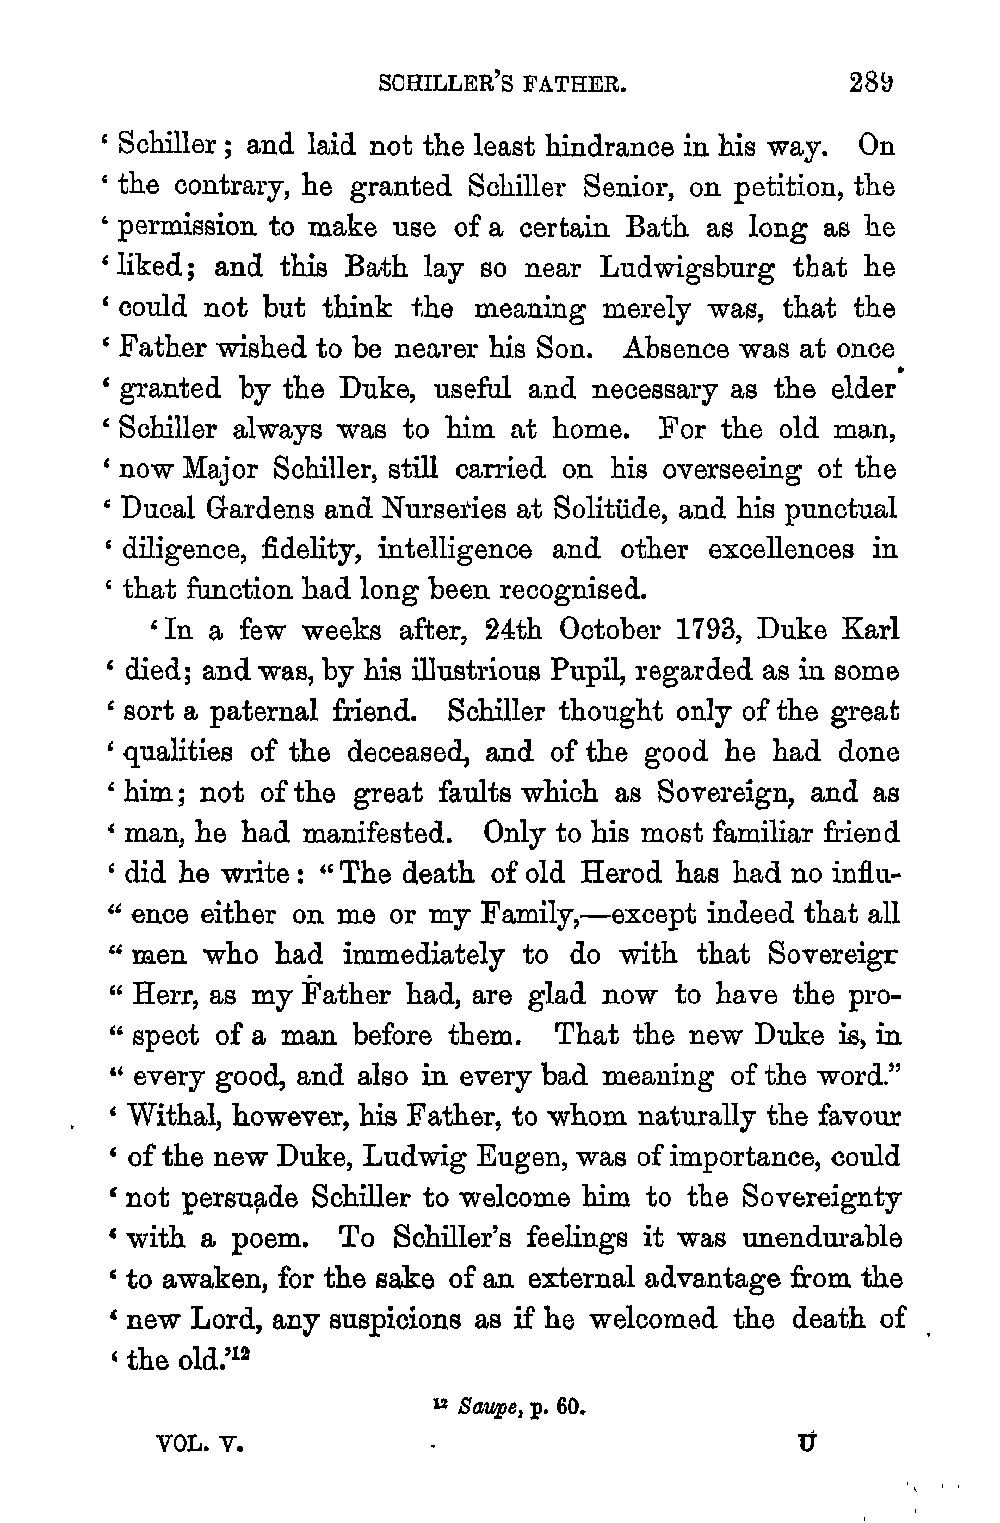 SCHILLER'S FATHER. 289
‘ Schiller ; and laid not the least hindrance in his way. On
‘ the contrary, he granted Schiller Senior, on petition, the
‘ permission to make use of a certain Bath as long as he
‘ liked; and this Bath lay so near Ludwigsburg that he
‘ could not but think the meaning merely was, that the
‘ Father wished to be nearer his Son. Absence was at once
‘ granted by the Duke, useful and necessary as the elder
‘ Schiller always was to him at home. For the old man,
‘ now Major Schiller, still carried on his overseeing of the
‘ Ducal Gardens and Nurseries at Solitüde, and his punctual
‘ diligence, fidelity, intelligence and other excellences in
‘ that function had long been recognised.
‘ In a few weeks after, 24th October 1793, Duke Karl
‘ died; and was, by his illustrious Pupil, regarded as in some
‘ sort a paternal friend. Schiller thought only of the great
‘ qualities of the deceased, and of the good he had done
‘ him; not of the great faults which as Sovereign, and as
‘ man, he had manifested. Only to his most familiar friend
‘ did he write: “ The death of old Herod has had no influ-
“ ence either on me or my Family,—except indeed that all
“ men who had immediately to do with that Sovereign
“ Herr, as my Father had, are glad now to have the pro-
“ spect of a man before them. That the new Duke is, in
“ every good, and also in every bad meaning of the word.”
‘ Withal, however, his Father, to whom naturally the favour
‘ of the new Duke, Ludwig Eugen, was of importance, could
‘ not persuade Schiller to welcome him to the Sovereignty
‘ with a poem. To Schiller’s feelings it was unendurable
‘ to awaken, for the sake of an external advantage from the
‘ new Lord, any suspicions as if he welcomed the death of
‘ the old.’¹²
¹² Saupe, p. 60.
VOL. V. U